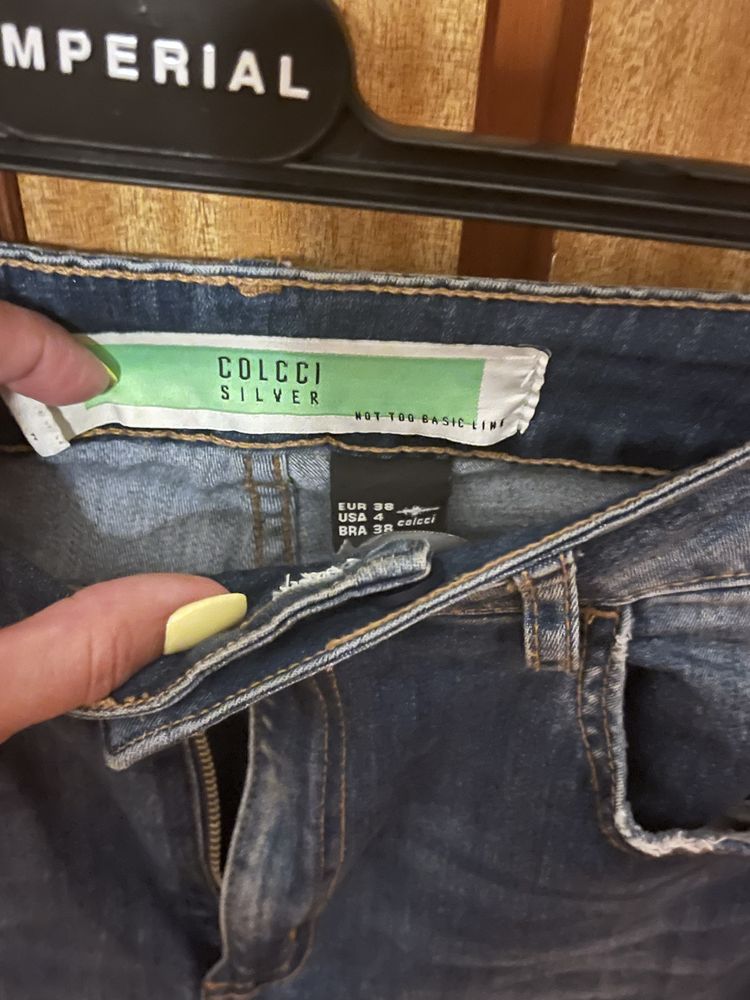 MPERIAL
COLCCI
SILVER
NOT TOO BASIC LINE
EUR 38
USA 4
BRA 38
colcci